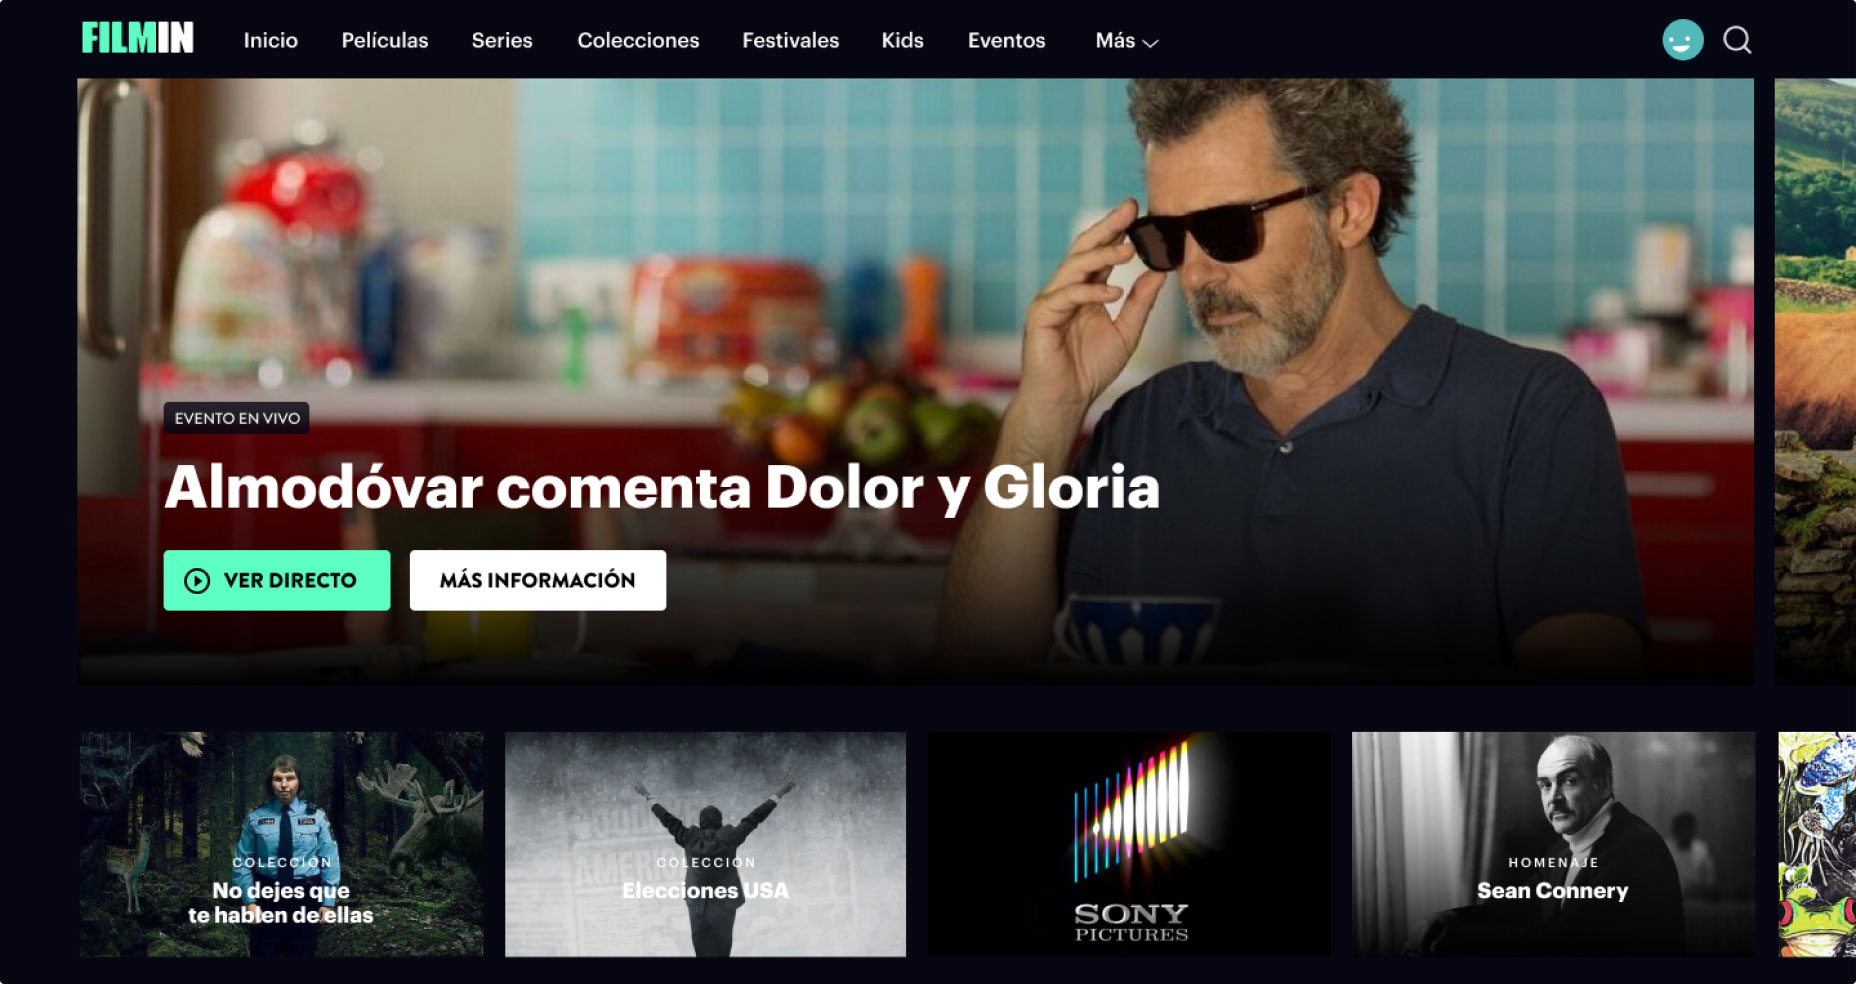 FILMIN
Inicio
Películas
Series
Colecciones
Festivales
Kids
Eventos
Más
EVENTO EN VIVO
Almodóvar comenta Dolor y Gloria
VER DIRECTO
MÁS INFORMACIÓN
COLECCIÓN
No dejes que
te hablen de ellas
COLECCIÓN
Elecciones USA
SONY
PICTURES
HOMENAJE
Sean Connery